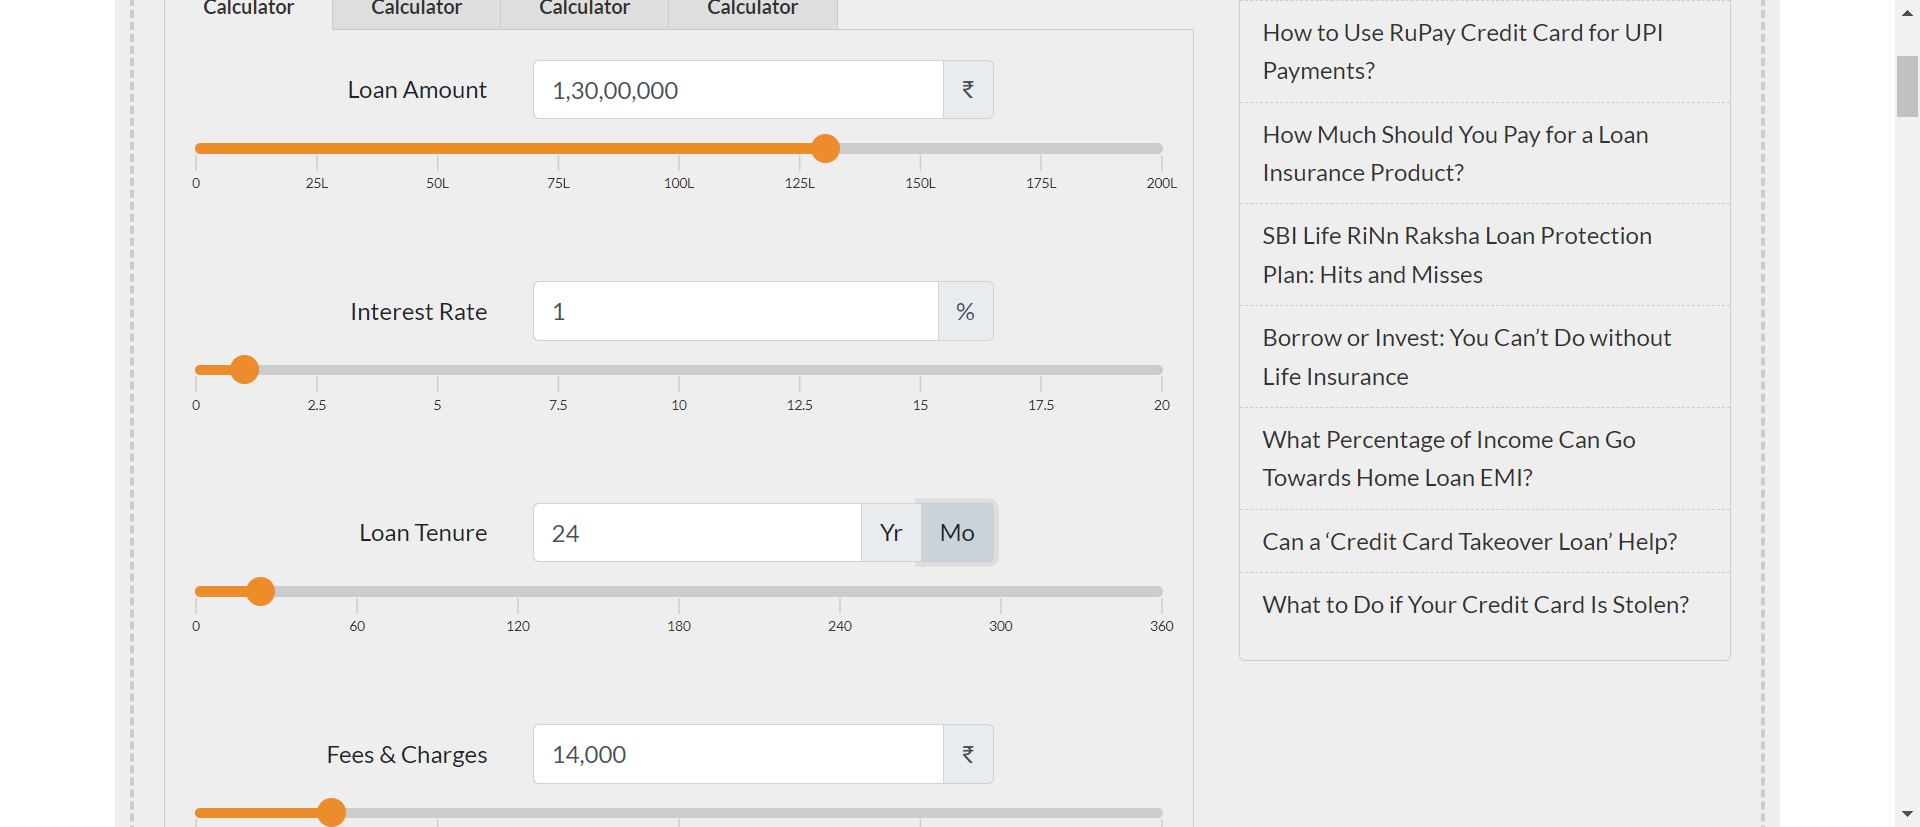 Calculator
Calculator
Calculator
Calculator
Loan Amount
1,30,00,000
₹
0
25L
50L
75L
100L
125L
150L
175L
200L
Interest Rate
1
%
0
2.5
5
7.5
10
12.5
15
17.5
20
Loan Tenure
24
Yr
Mo
0
60
120
180
240
300
360
Fees & Charges
14,000
₹
How to Use RuPay Credit Card for UPI
Payments?
How Much Should You Pay for a Loan
Insurance Product?
SBI Life RiNn Raksha Loan Protection
Plan: Hits and Misses
Borrow or Invest: You Can’t Do without
Life Insurance
What Percentage of Income Can Go
Towards Home Loan EMI?
Can a ‘Credit Card Takeover Loan’ Help?
What to Do if Your Credit Card Is Stolen?